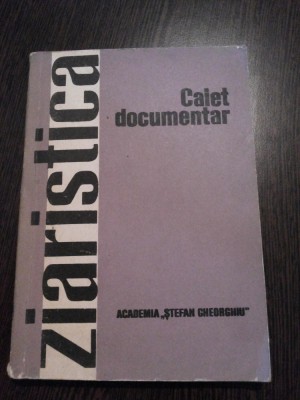 ziaristica
Caiet
documentar
ACADEMIA „ŞTEFAN GHEORGHIU"